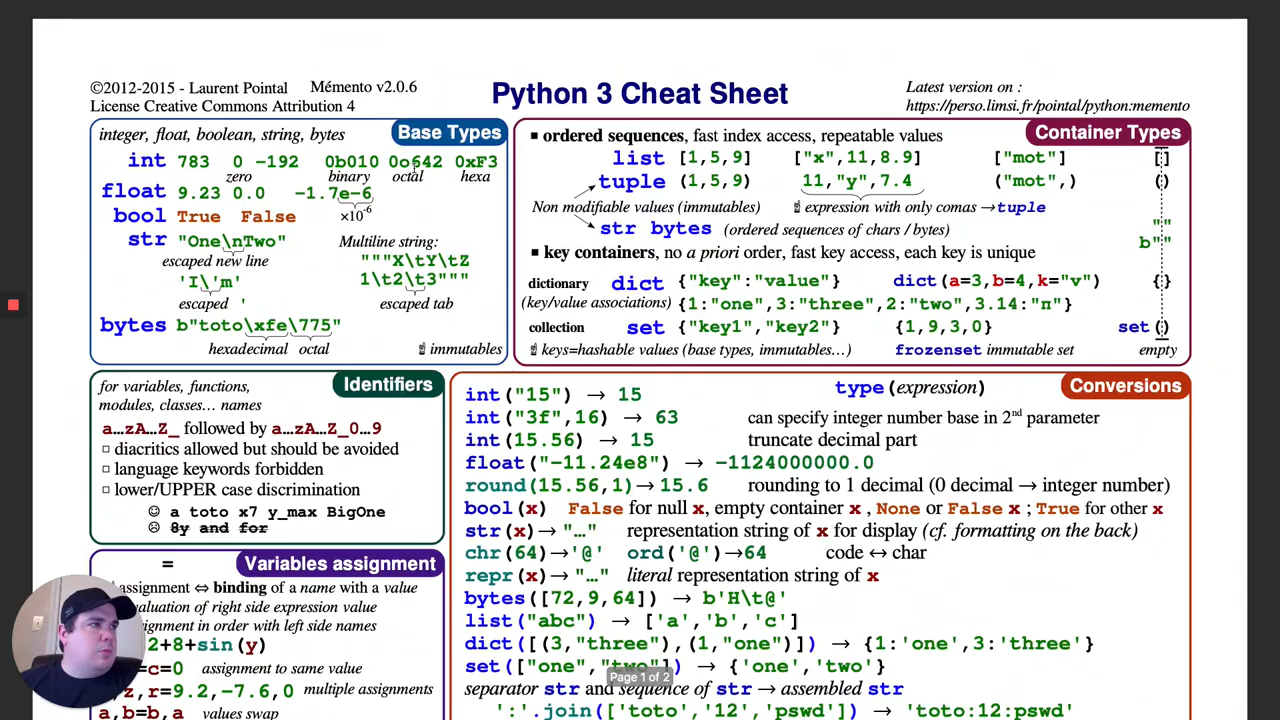 ©2012-2015 - Laurent Pointal Mémento v2.0.6
License Creative Commons Attribution 4
Python 3 Cheat Sheet
Latest version on :
https://perso.limsi.fr/pointal/python:memento
integer, float, boolean, string, bytes Base Types
int 783 0 -192 0b010 0o642 0xF3
zero binary octal hexa
float 9.23 0.0 -1.7e-6
bool True False ×10⁻⁶
str "One\nTwo" Multiline string:
escaped new line """X\tY\tZ
'I\'m' 1\t2\t3"""
escaped ' escaped tab
bytes b"toto\xfe\775"
hexadecimal octal ☝ immutables
■ ordered sequences, fast index access, repeatable values Container Types
list [1,5,9] ["x",11,8.9] ["mot"] []
tuple (1,5,9) 11,"y",7.4 ("mot",) ()
Non modifiable values (immutables) ☝ expression with only comas →tuple
str bytes (ordered sequences of chars / bytes) ""
b""
■ key containers, no a priori order, fast key access, each key is unique
dictionary dict {"key":"value"} dict(a=3,b=4,k="v") {}
(key/value associations) {1:"one",3:"three",2:"two",3.14:"π"}
collection set {"key1","key2"} {1,9,3,0} set()
☝ keys=hashable values (base types, immutables…) frozenset immutable set empty
for variables, functions, Identifiers
modules, classes… names
a…zA…Z_ followed by a…zA…Z_0…9
□ diacritics allowed but should be avoided
□ language keywords forbidden
□ lower/UPPER case discrimination
☺ a toto x7 y_max BigOne
☹ 8y and for
= Variables assignment
assignment ⇔ binding of a name with a value
aluation of right side expression value
ignment in order with left side names
2+8+sin(y)
=c=0 assignment to same value
z,r=9.2,-7.6,0 multiple assignments
a,b=b,a values swap
Conversions
int("15") → 15 type(expression)
int("3f",16) → 63 can specify integer number base in 2nd parameter
int(15.56) → 15 truncate decimal part
float("-11.24e8") → -1124000000.0
round(15.56,1)→ 15.6 rounding to 1 decimal (0 decimal → integer number)
bool(x) False for null x, empty container x , None or False x ; True for other x
str(x)→ "…" representation string of x for display (cf. formatting on the back)
chr(64)→'@' ord('@')→64 code ↔ char
repr(x)→ "…" literal representation string of x
bytes([72,9,64]) → b'H\t@'
list("abc") → ['a','b','c']
dict([(3,"three"),(1,"one")]) → {1:'one',3:'three'}
set(["one","two"]) → {'one','two'}
Page 1 of 2
separator str and sequence of str → assembled str
':'.join(['toto','12','pswd']) → 'toto:12:pswd'